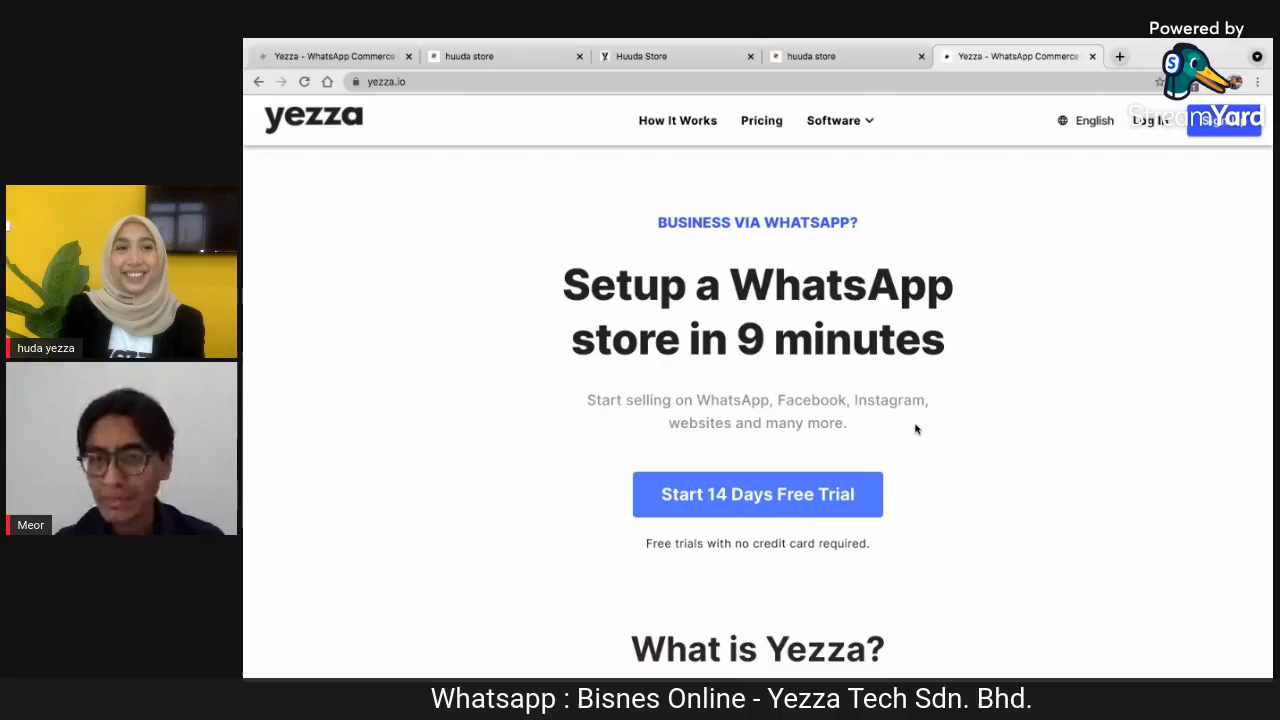 Powered by
StreamYard
Yezza - WhatsApp Commerce
huuda store
Huuda Store
huuda store
Yezza - WhatsApp Commerce
yezza.io
yezza
How It Works
Pricing
Software
English
Log In
BUSINESS VIA WHATSAPP?
Setup a WhatsApp
store in 9 minutes
Start selling on WhatsApp, Facebook, Instagram,
websites and many more.
Start 14 Days Free Trial
Free trials with no credit card required.
What is Yezza?
huda yezza
Meor
Whatsapp : Bisnes Online - Yezza Tech Sdn. Bhd.